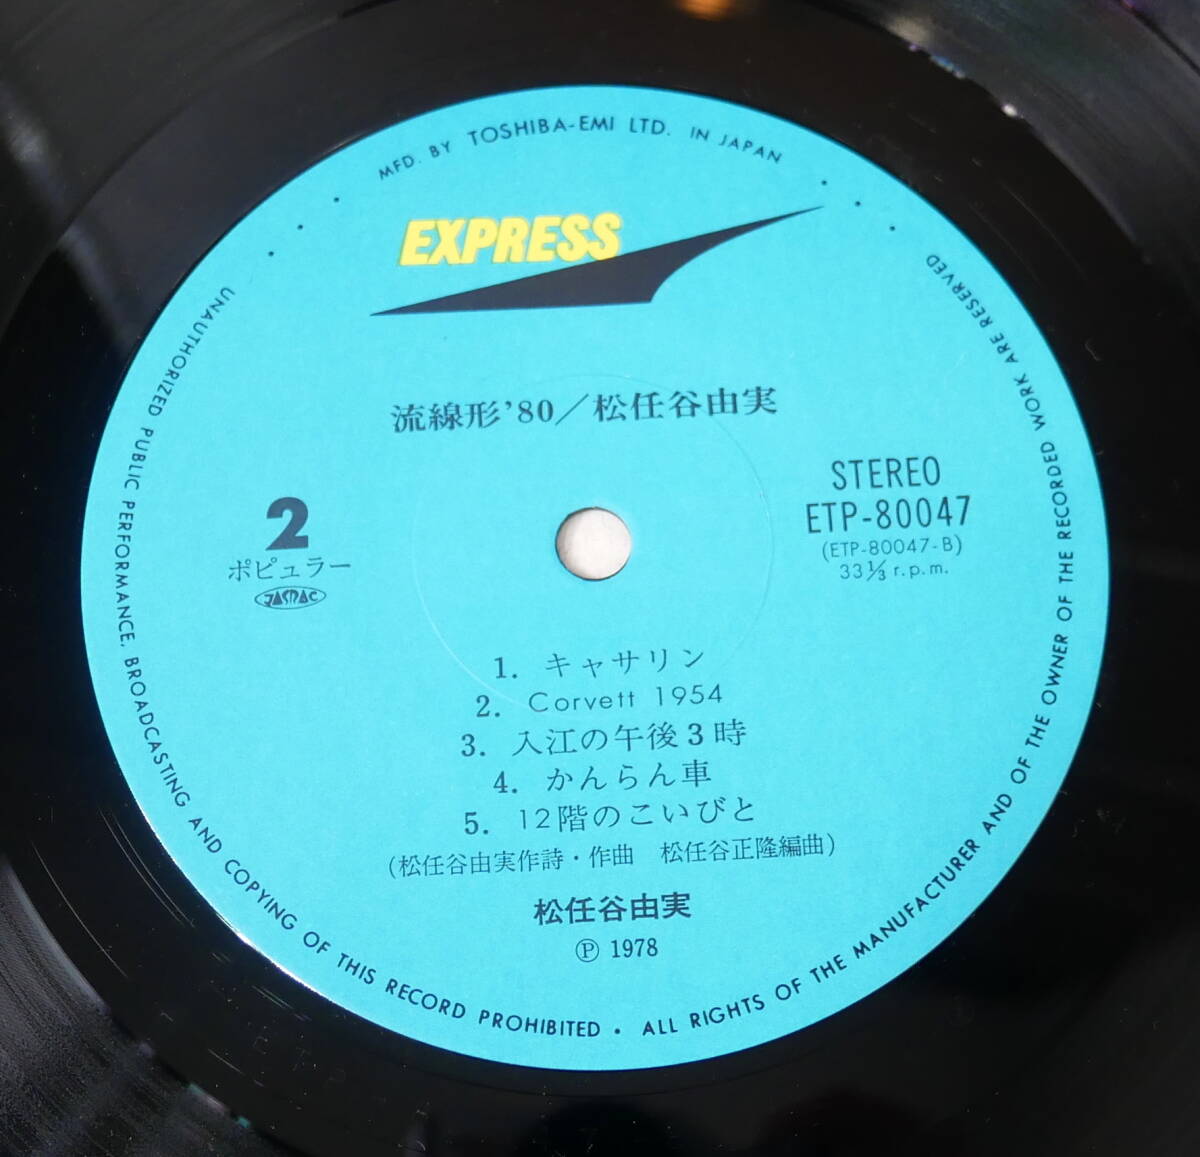 MFD. BY TOSHIBA-EMI LTD. IN JAPAN
EXPRESS
流線形'80／松任谷由実
STEREO
ETP-80047
(ETP-80047-B)
33⅓ r.p.m.
2
ポピュラー
JASRAC
1. キャサリン
2. Corvett 1954
3. 入江の午後3時
4. かんらん車
5. 12階のこいびと
(松任谷由実作詩・作曲 松任谷正隆編曲)
松任谷由実
Ⓟ 1978
UNAUTHORIZED PUBLIC PERFORMANCE, BROADCASTING AND COPYING OF THIS RECORD PROHIBITED • ALL RIGHTS OF THE MANUFACTURER AND OF THE OWNER OF THE RECORDED WORK ARE RESERVED